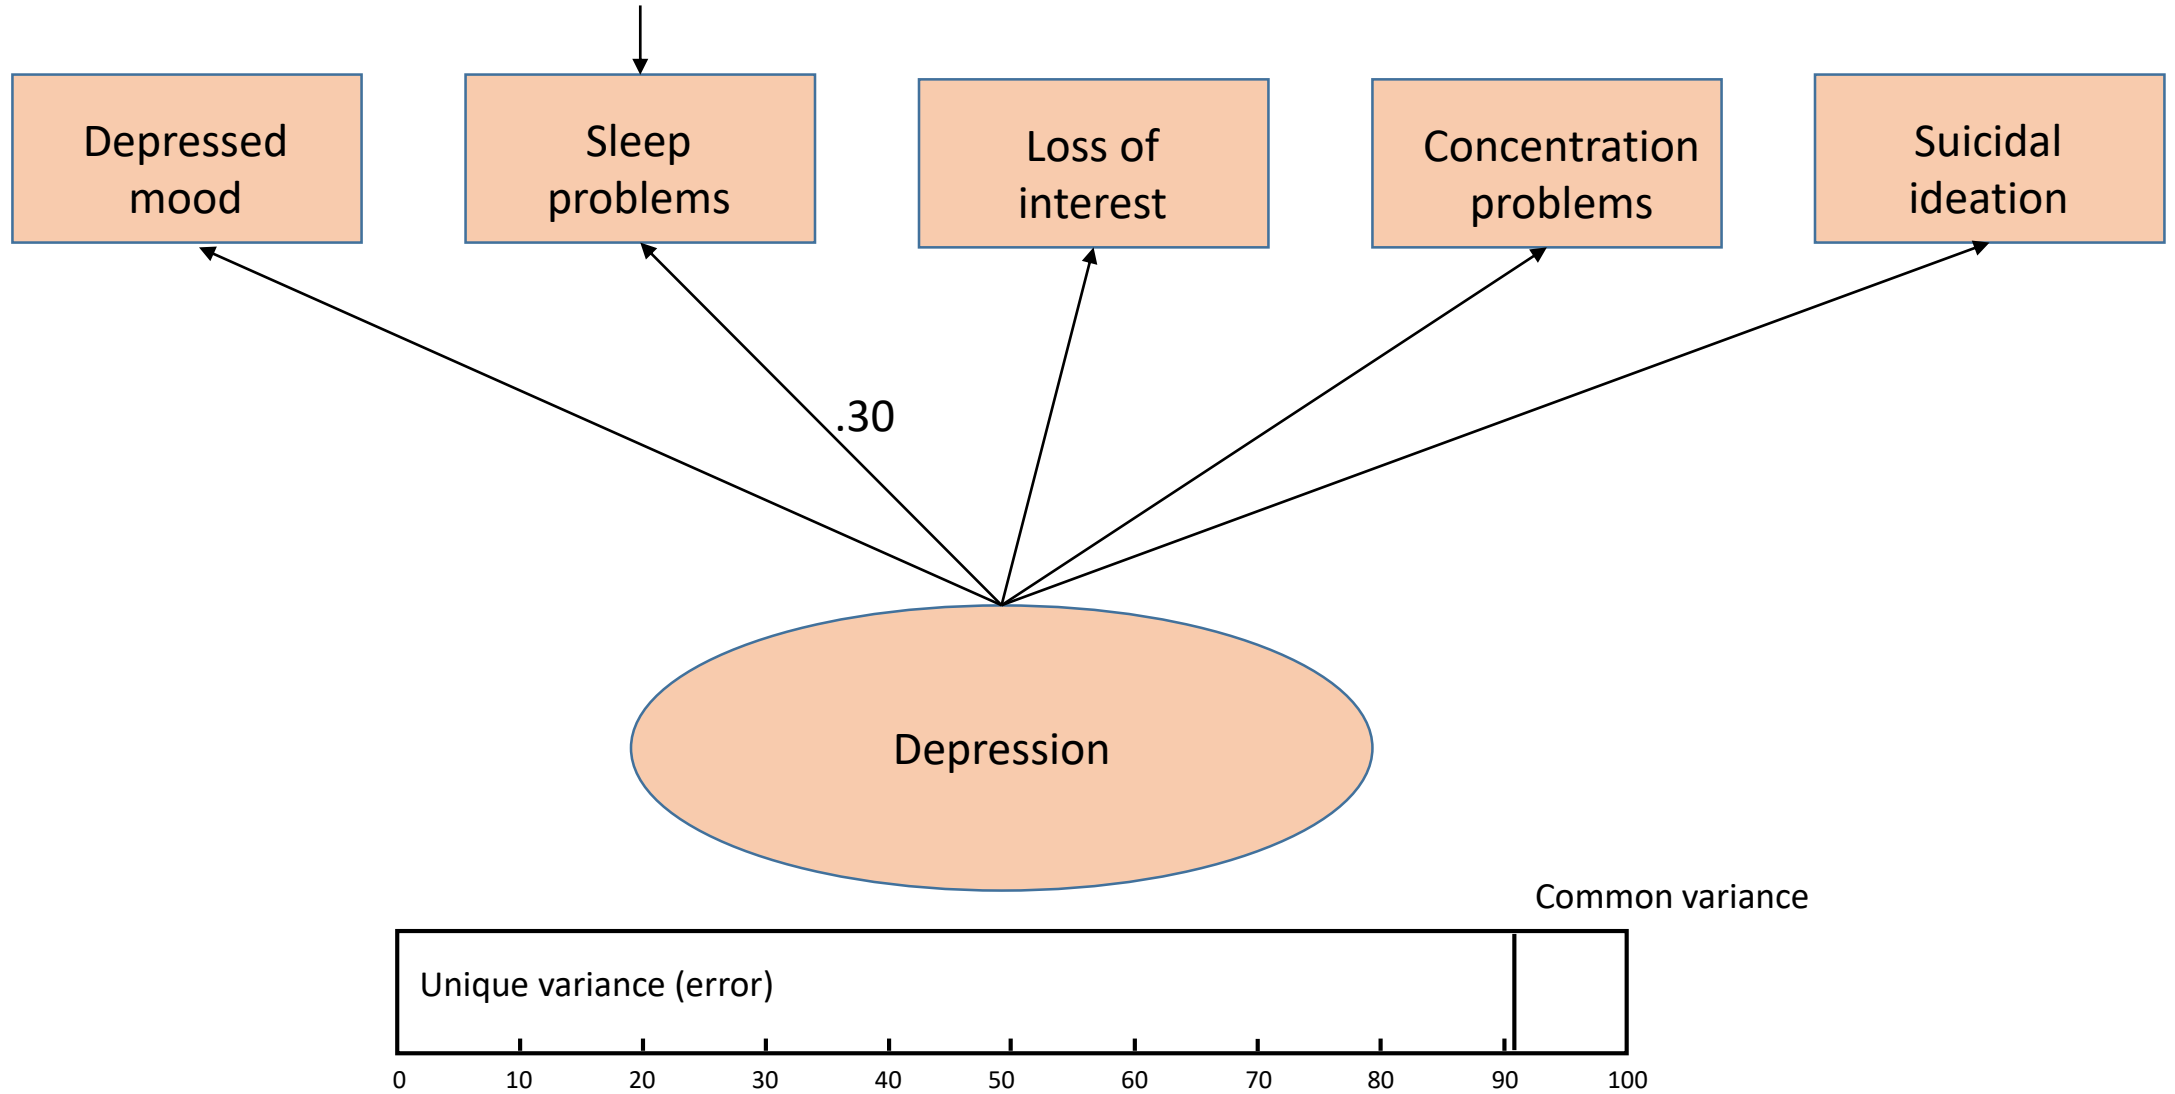 Depressed
mood
Sleep
problems
Loss of
interest
Concentration
problems
Suicidal
ideation
.30
Depression
Common variance
Unique variance (error)
0 10 20 30 40 50 60 70 80 90 100